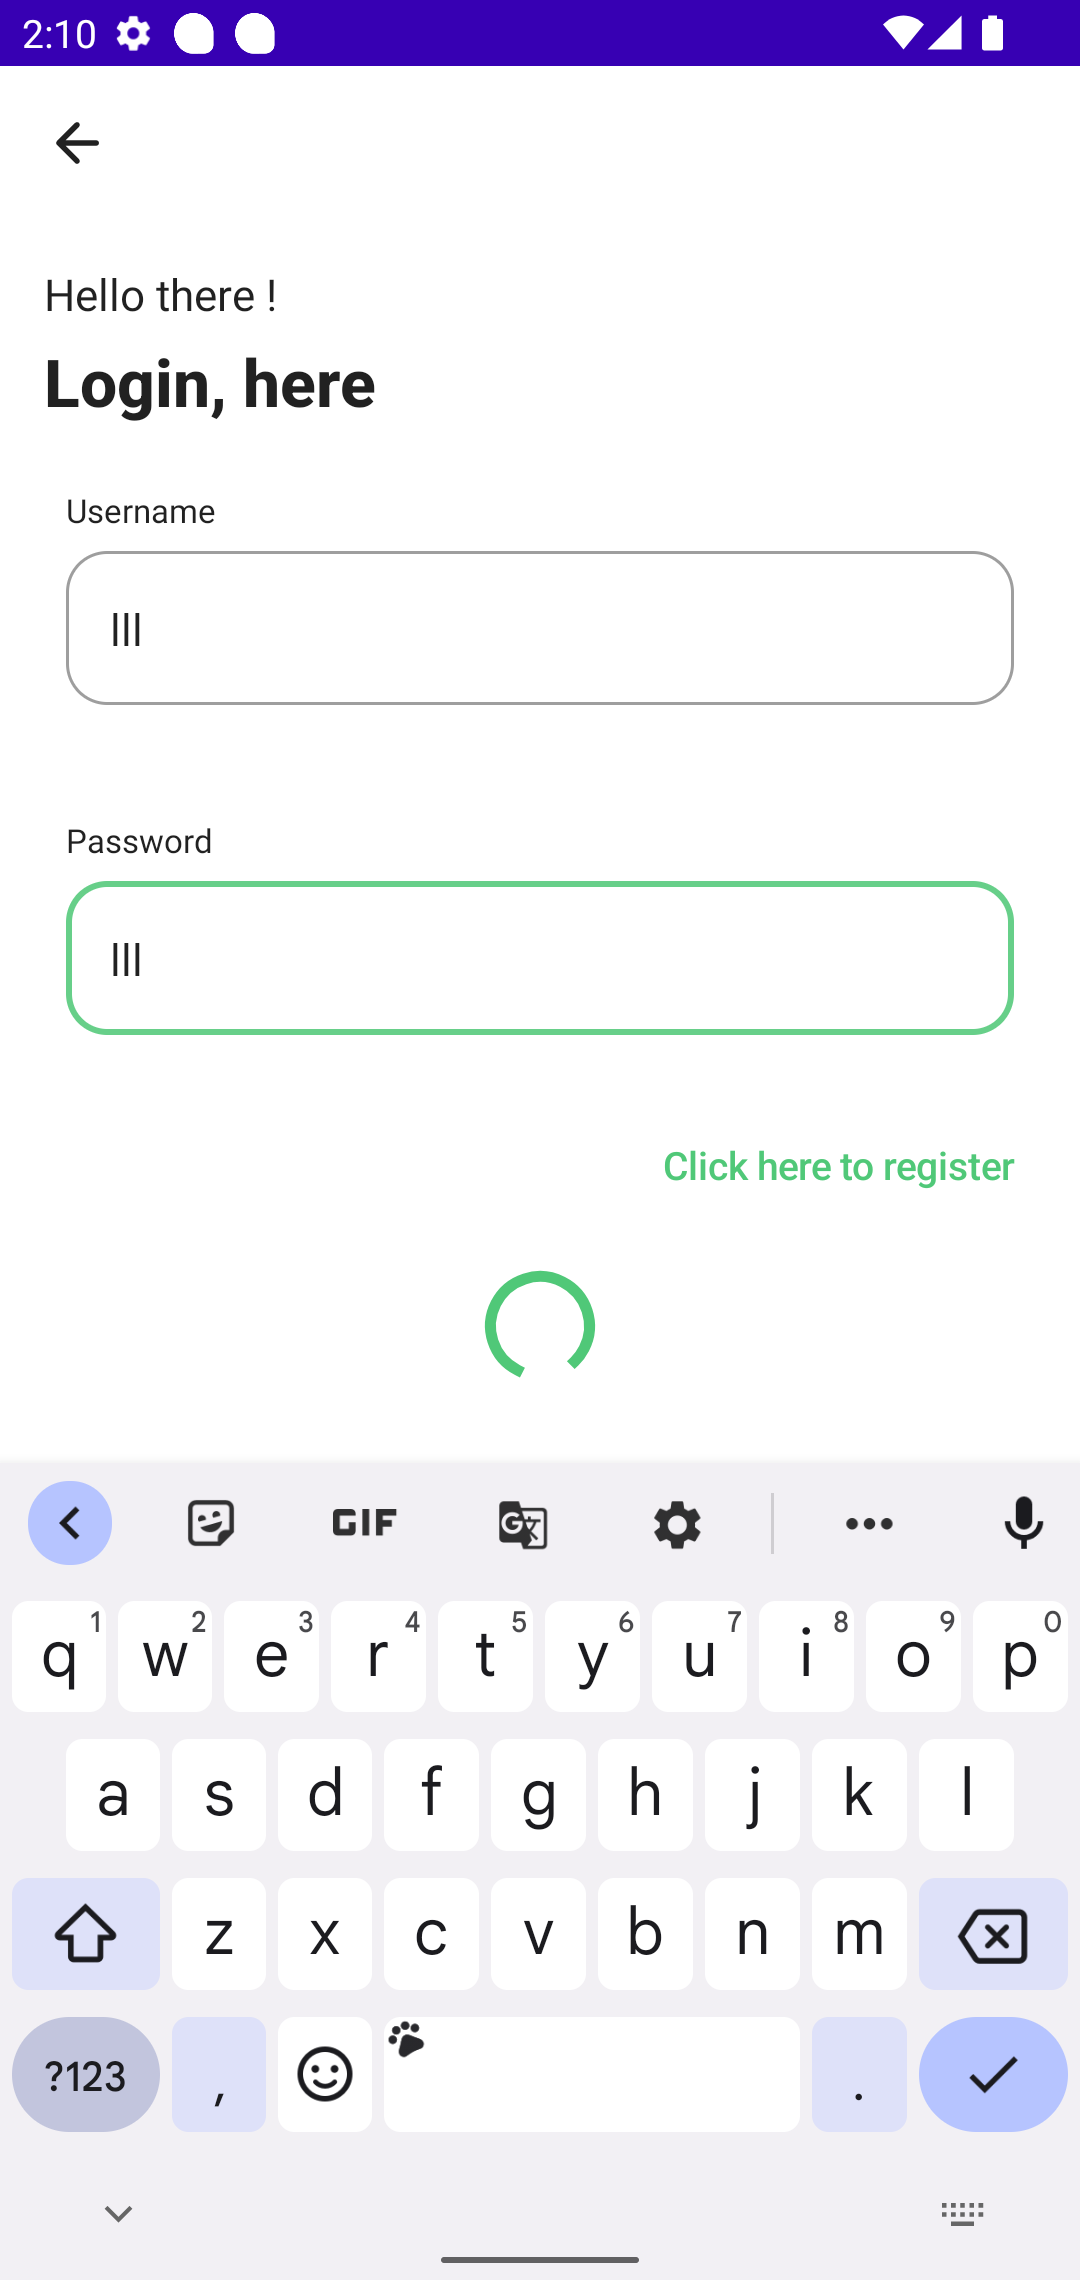 2:10
Hello there !
Login, here
Username
lll
Password
lll
Click here to register
GIF
q 1 w 2 e 3 r 4 t 5 y 6 u 7 i 8 o 9 p 0
a s d f g h j k l
z x c v b n m
?123 , .